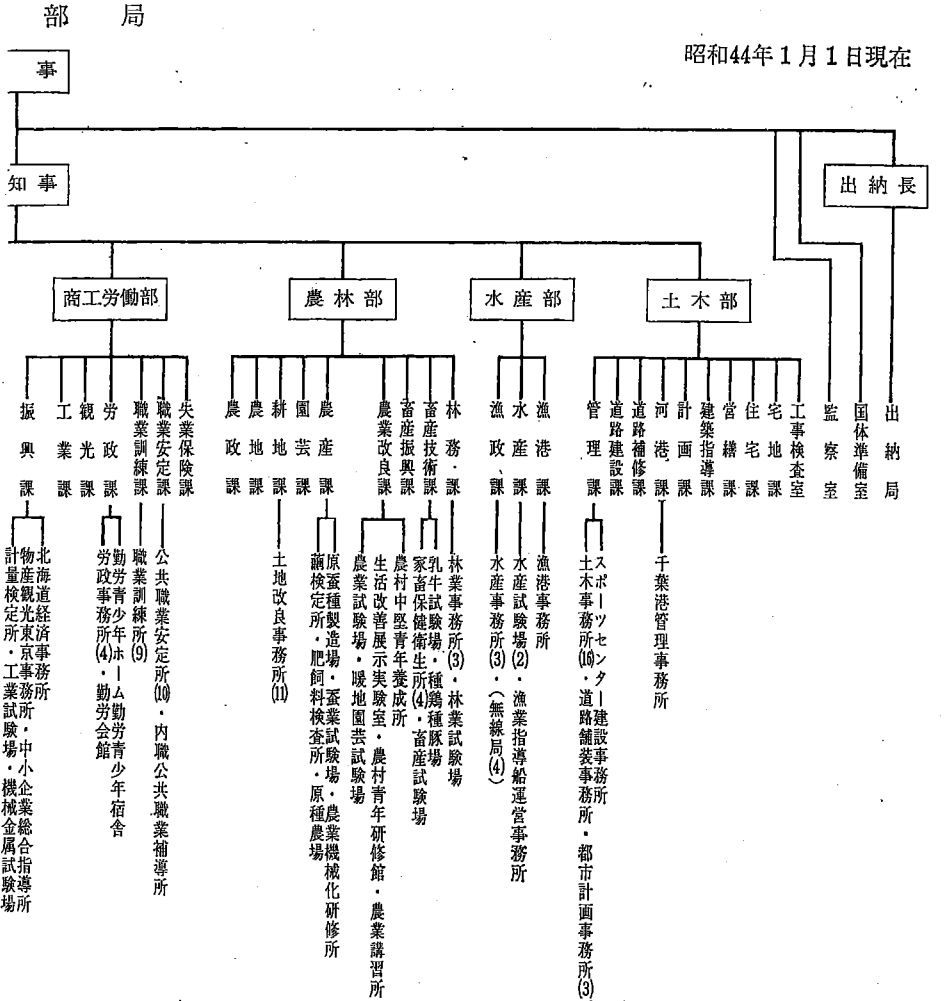 部局
昭和44年1月1日現在
事
知事
出納長
商工労働部
農林部
水産部
土木部
振興課
工業課
観光課
労政課
職業訓練課
職業安定課
失業保険課
農政課
農地課
耕地課
園芸課
農産課
農業改良課
畜産振興課
畜産技術課
林務課
漁政課
水産課
漁港課
管理課
道路建設課
道路補修課
河港課
計画課
建築指導課
営繕課
住宅課
宅地課
工事検査室
監察室
国体準備室
出納局
計量検定所・工業試験場・機械金属試験場
物産観光東京事務所・中小企業総合指導所
北海道経済事務所
労政事務所(4)・勤労会館
勤労青少年ホーム勤労青少年宿舎
職業訓練所(9)
公共職業安定所(10)・内職公共職業補導所
土地改良事務所(11)
繭検定所・肥飼料検査所・原種農場
原蚕種製造場・蚕業試験場・農業機械化研修所
農業試験場・暖地園芸試験場
生活改善展示実験室・農村青年研修館・農業講習所
農村中堅青年養成所
家畜保健衛生所(4)・畜産試験場
乳牛試験場・種鶏種豚場
林業事務所(3)・林業試験場
水産事務所(3)・(無線局(4))
水産試験場(2)・漁業指導船運営事務所
漁港事務所
土木事務所(16)・道路舗装事務所・都市計画事務所(3)
スポーツセンター建設事務所
千葉港管理事務所